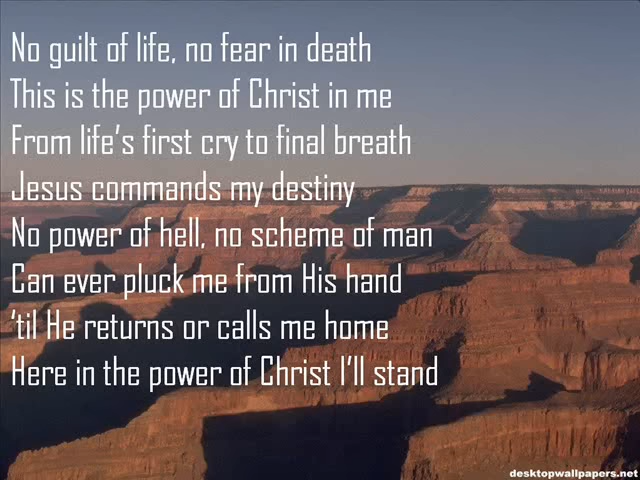 No guilt of life, no fear in death
This is the power of Christ in me
From life's first cry to final breath
Jesus commands my destiny
No power of hell, no scheme of man
Can ever pluck me from His hand
‘til He returns or calls me home
Here in the power of Christ I'll stand
desktopwallpapers.net